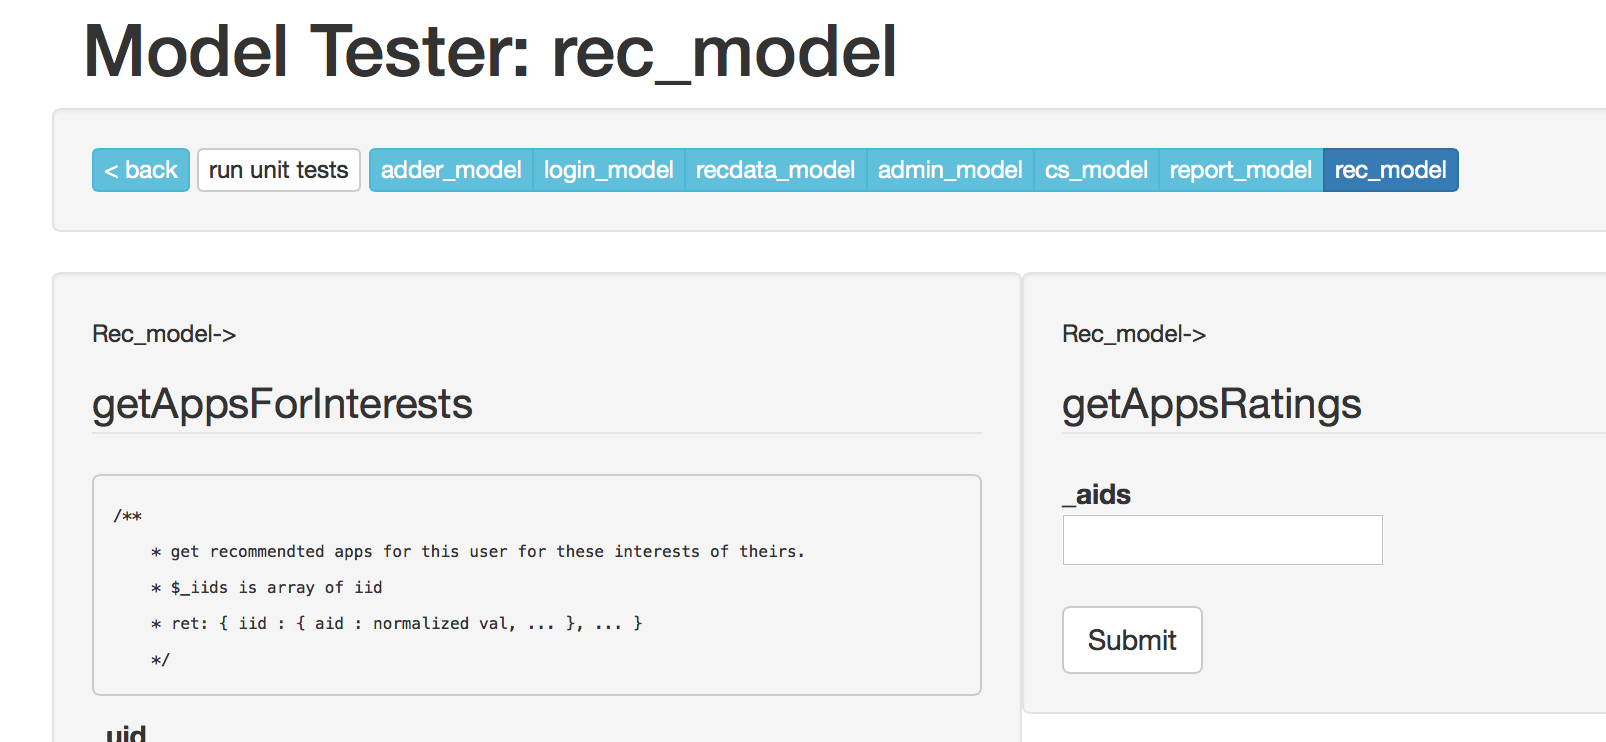 Model Tester: rec_model
< back run unit tests adder_model login_model recdata_model admin_model cs_model report_model rec_model
Rec_model->
getAppsForInterests
/**
* get recommendted apps for this user for these interests of theirs.
* $_iids is array of iid
* ret: { iid : { aid : normalized val, ... }, ... }
*/
_uid
Rec_model->
getAppsRatings
_aids
Submit